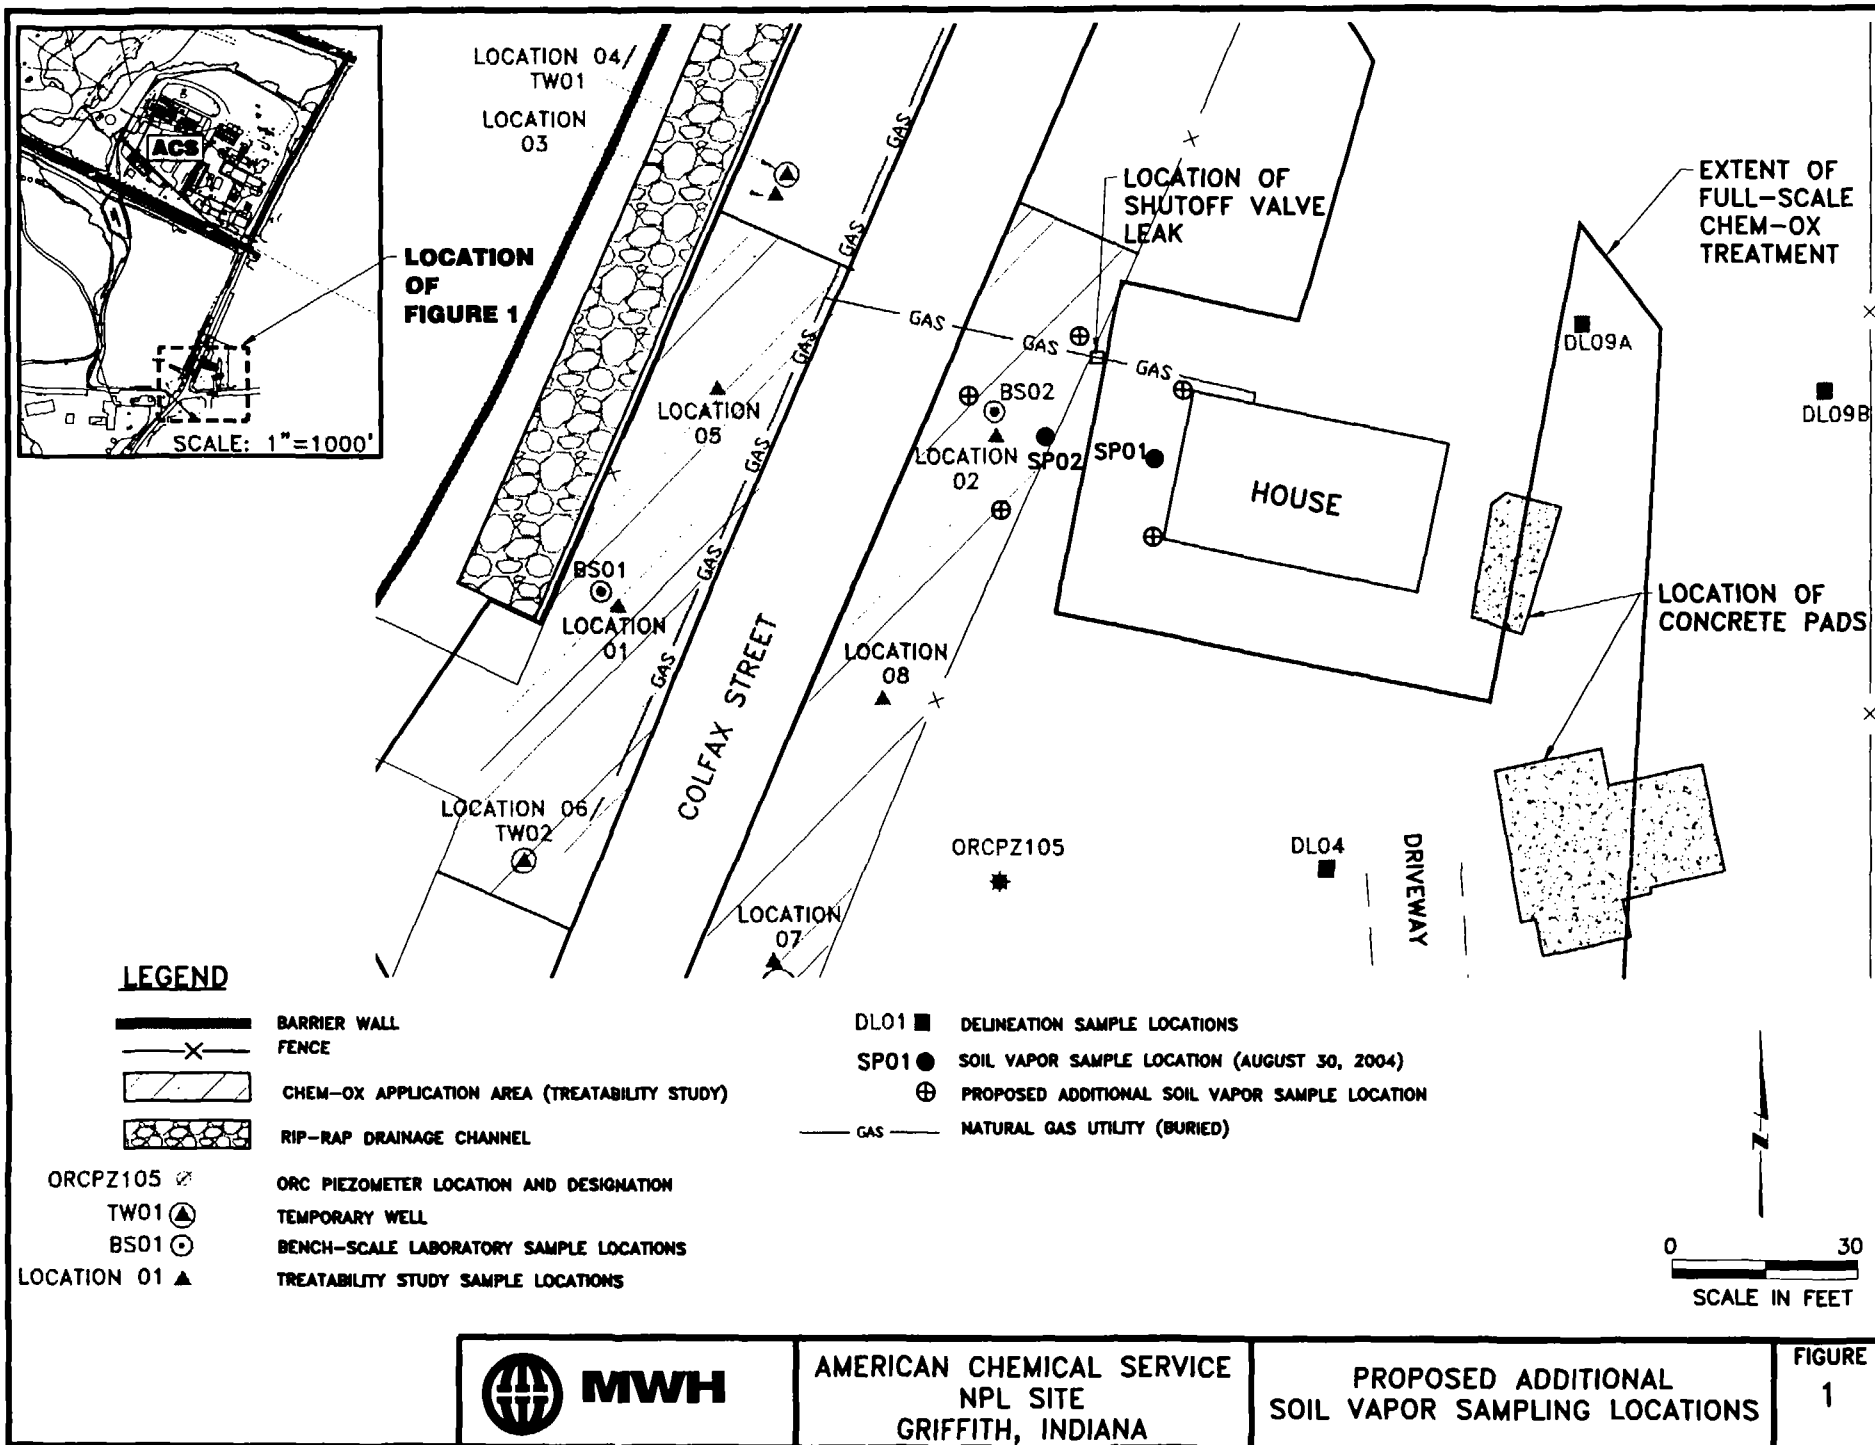 ACS
SCALE: 1"=1000'
LOCATION
OF
FIGURE 1
LOCATION 04/
TW01
LOCATION
03
LOCATION OF
SHUTOFF VALVE
LEAK
EXTENT OF
FULL-SCALE
CHEM-OX
TREATMENT
GAS
GAS
GAS
GAS
GAS
GAS
GAS
GAS
GAS
DL09A
DL09B
LOCATION
05
BS02
LOCATION
02
SP02
SP01
HOUSE
BS01
LOCATION
01
LOCATION
08
COLFAX STREET
LOCATION OF
CONCRETE PADS
LOCATION 06/
TW02
ORCPZ105
DL04
DRIVEWAY
LOCATION
07
LEGEND
BARRIER WALL
FENCE
CHEM-OX APPLICATION AREA (TREATABILITY STUDY)
RIP-RAP DRAINAGE CHANNEL
ORCPZ105 ORC PIEZOMETER LOCATION AND DESIGNATION
TW01 TEMPORARY WELL
BS01 BENCH-SCALE LABORATORY SAMPLE LOCATIONS
LOCATION 01 TREATABILITY STUDY SAMPLE LOCATIONS
DL01 DELINEATION SAMPLE LOCATIONS
SP01 SOIL VAPOR SAMPLE LOCATION (AUGUST 30, 2004)
PROPOSED ADDITIONAL SOIL VAPOR SAMPLE LOCATION
GAS NATURAL GAS UTILITY (BURIED)
N
0 30
SCALE IN FEET
MWH
AMERICAN CHEMICAL SERVICE
NPL SITE
GRIFFITH, INDIANA
PROPOSED ADDITIONAL
SOIL VAPOR SAMPLING LOCATIONS
FIGURE
1